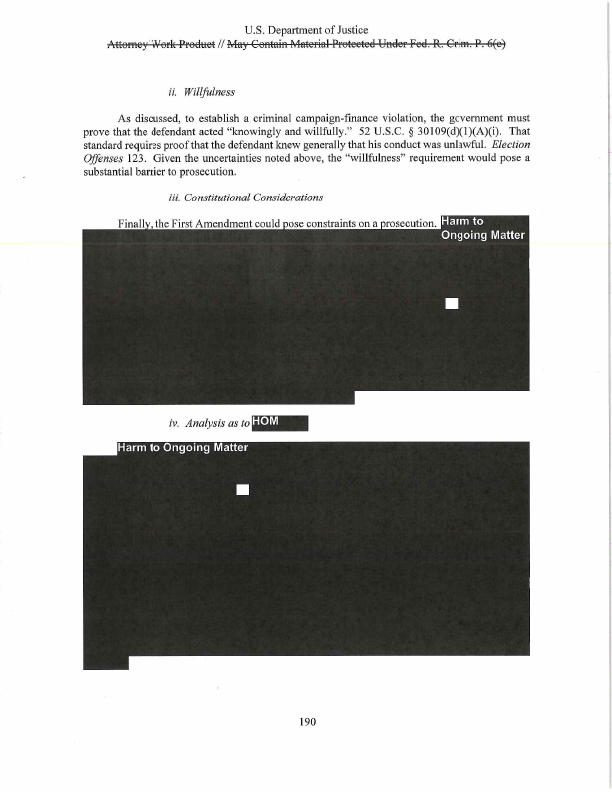 U.S. Department of Justice
Attorney Work Product // May Contain Material Protected Under Fed. R. Crim. P. 6(e)
ii. Willfulness
As discussed, to establish a criminal campaign-finance violation, the government must
prove that the defendant acted "knowingly and willfully." 52 U.S.C. § 30109(d)(1)(A)(i). That
standard requires proof that the defendant knew generally that his conduct was unlawful. Election
Offenses 123. Given the uncertainties noted above, the "willfulness" requirement would pose a
substantial barrier to prosecution.
iii. Constitutional Considerations
Finally, the First Amendment could pose constraints on a prosecution. Harm to
Ongoing Matter
iv. Analysis as to HOM
Harm to Ongoing Matter
190